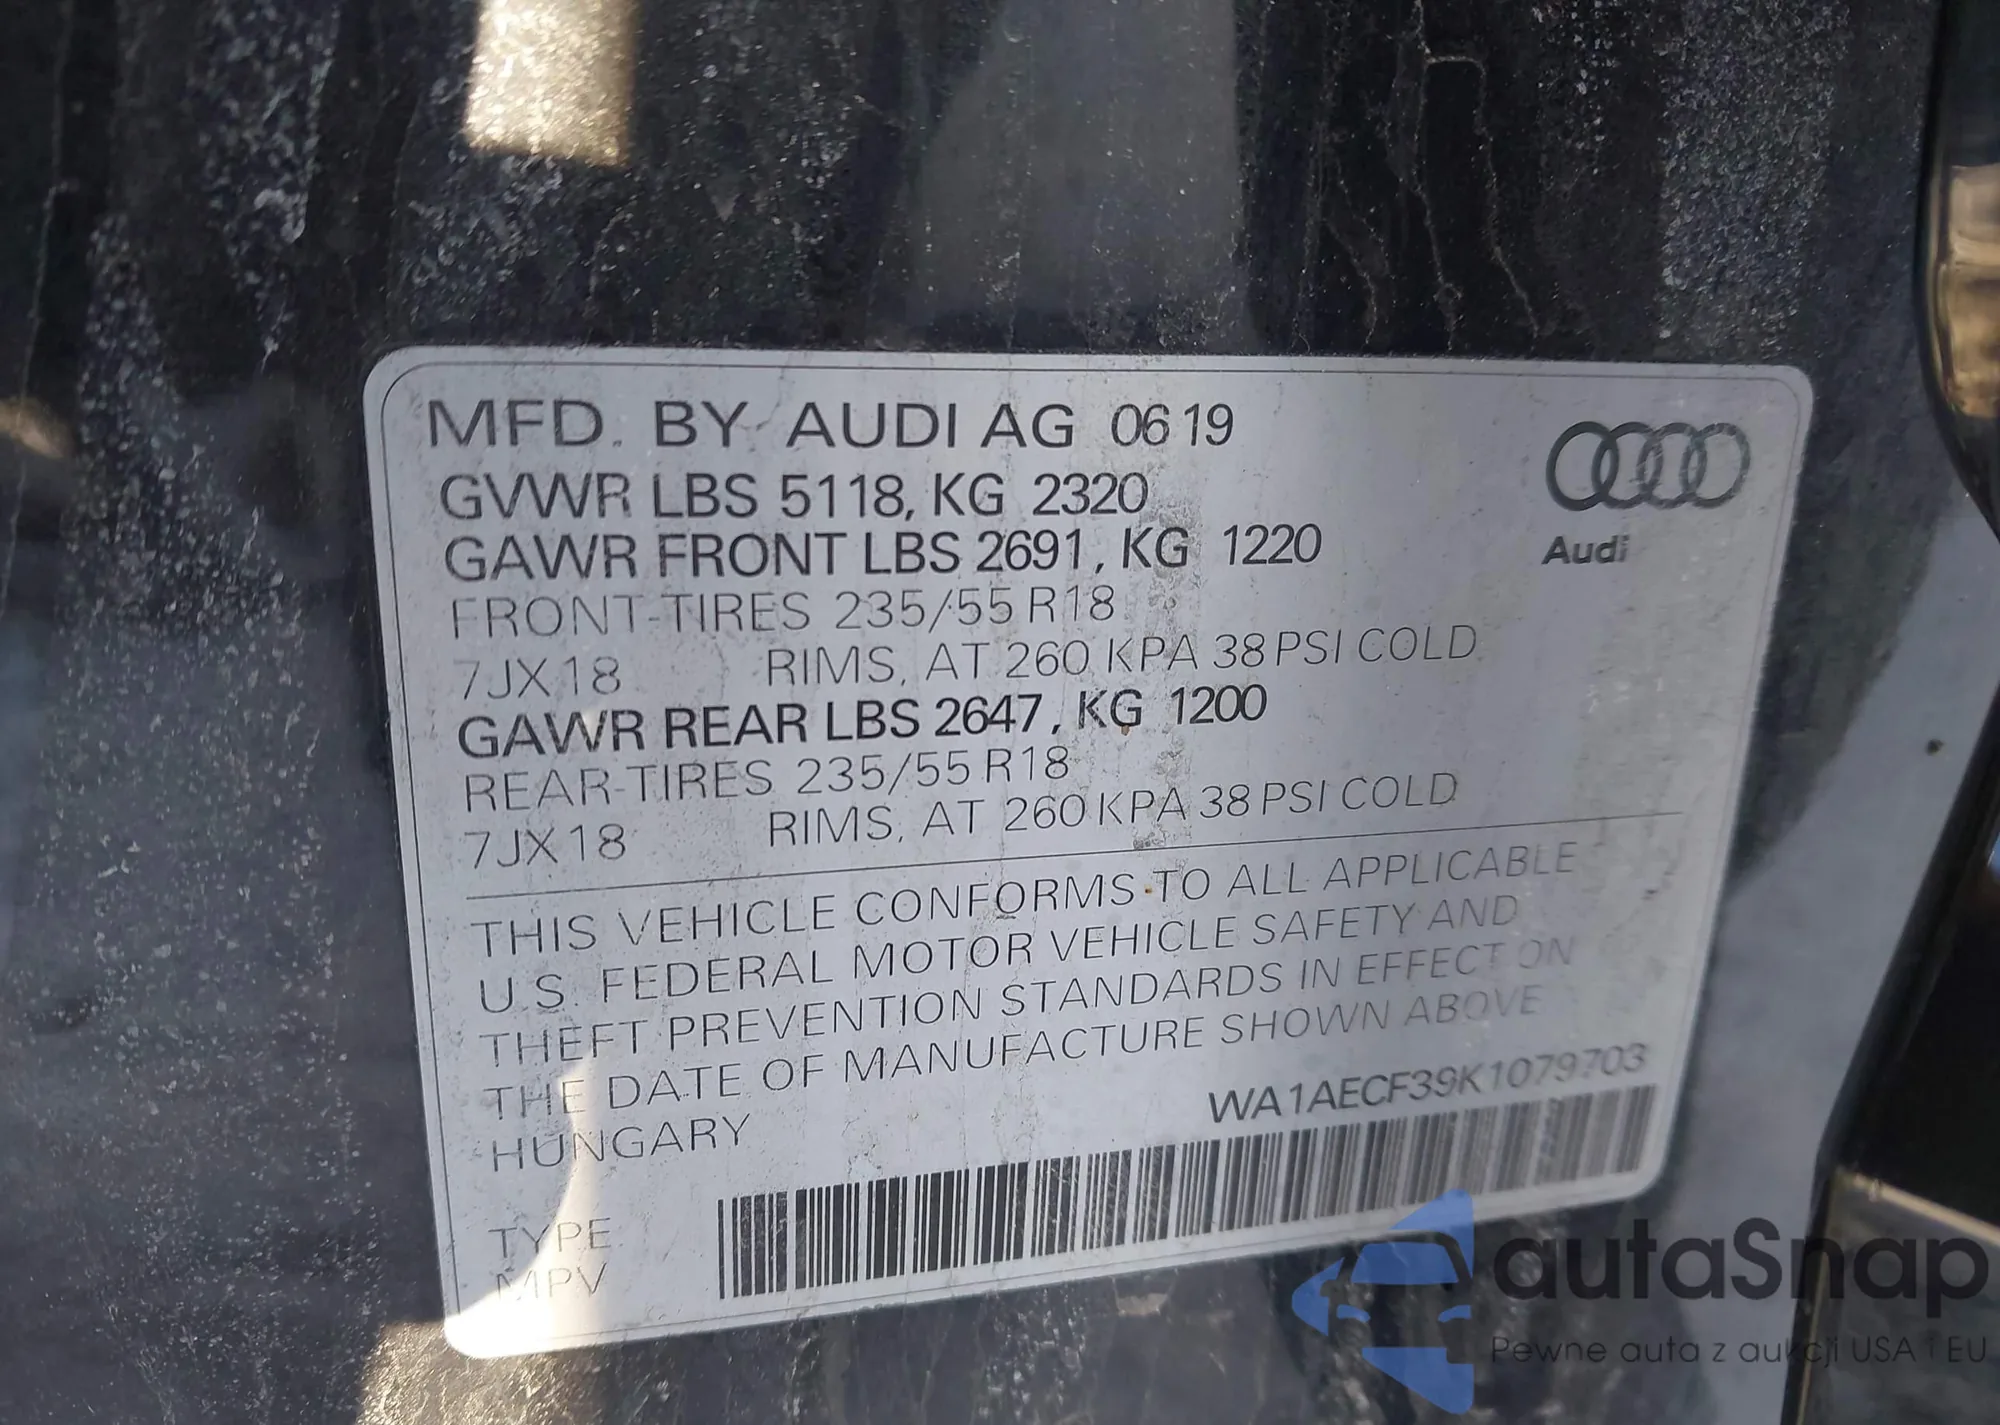 MFD. BY AUDI AG 06 19
GVWR LBS 5118, KG 2320
GAWR FRONT LBS 2691, KG 1220
FRONT-TIRES 235/55 R18
7JX18 RIMS, AT 260 KPA 38 PSI COLD
GAWR REAR LBS 2647, KG 1200
REAR-TIRES 235/55 R18
7JX18 RIMS, AT 260 KPA 38 PSI COLD
Audi
THIS VEHICLE CONFORMS TO ALL APPLICABLE
U.S. FEDERAL MOTOR VEHICLE SAFETY AND
THEFT PREVENTION STANDARDS IN EFFECT ON
THE DATE OF MANUFACTURE SHOWN ABOVE
HUNGARY WA1AECF39K1079703
TYPE
MPV
autaSnap
Pewne auta z aukcji USA i EU